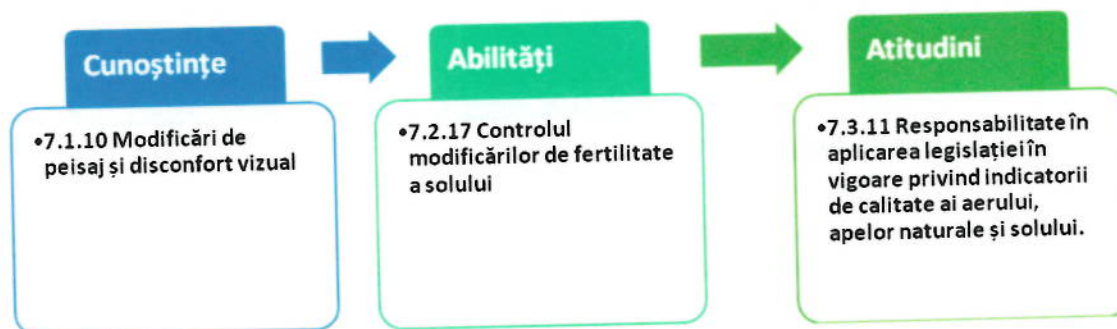 Cunoștințe
•7.1.10 Modificări de
peisaj și disconfort vizual
Abilități
•7.2.17 Controlul
modificărilor de fertilitate
a solului
Atitudini
•7.3.11 Responsabilitate în
aplicarea legislației în
vigoare privind indicatorii
de calitate ai aerului,
apelor naturale și solului.